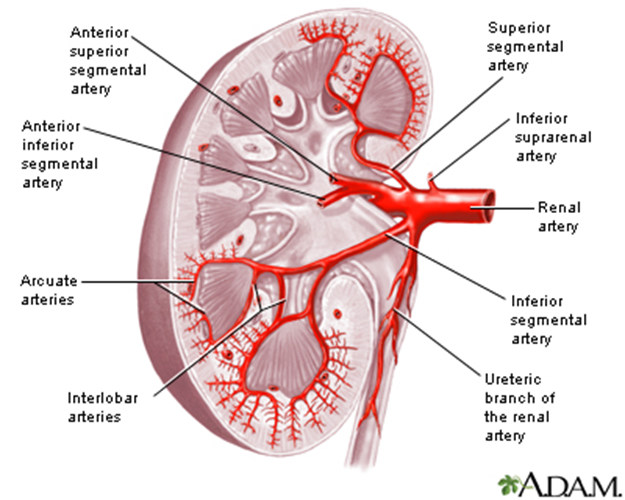 Anterior
superior
segmental
artery
Anterior
inferior
segmental
artery
Arcuate
arteries
Interlobar
arteries
Superior
segmental
artery
Inferior
suprarenal
artery
Renal
artery
Inferior
segmental
artery
Ureteric
branch of
the renal
artery
A.D.A.M.